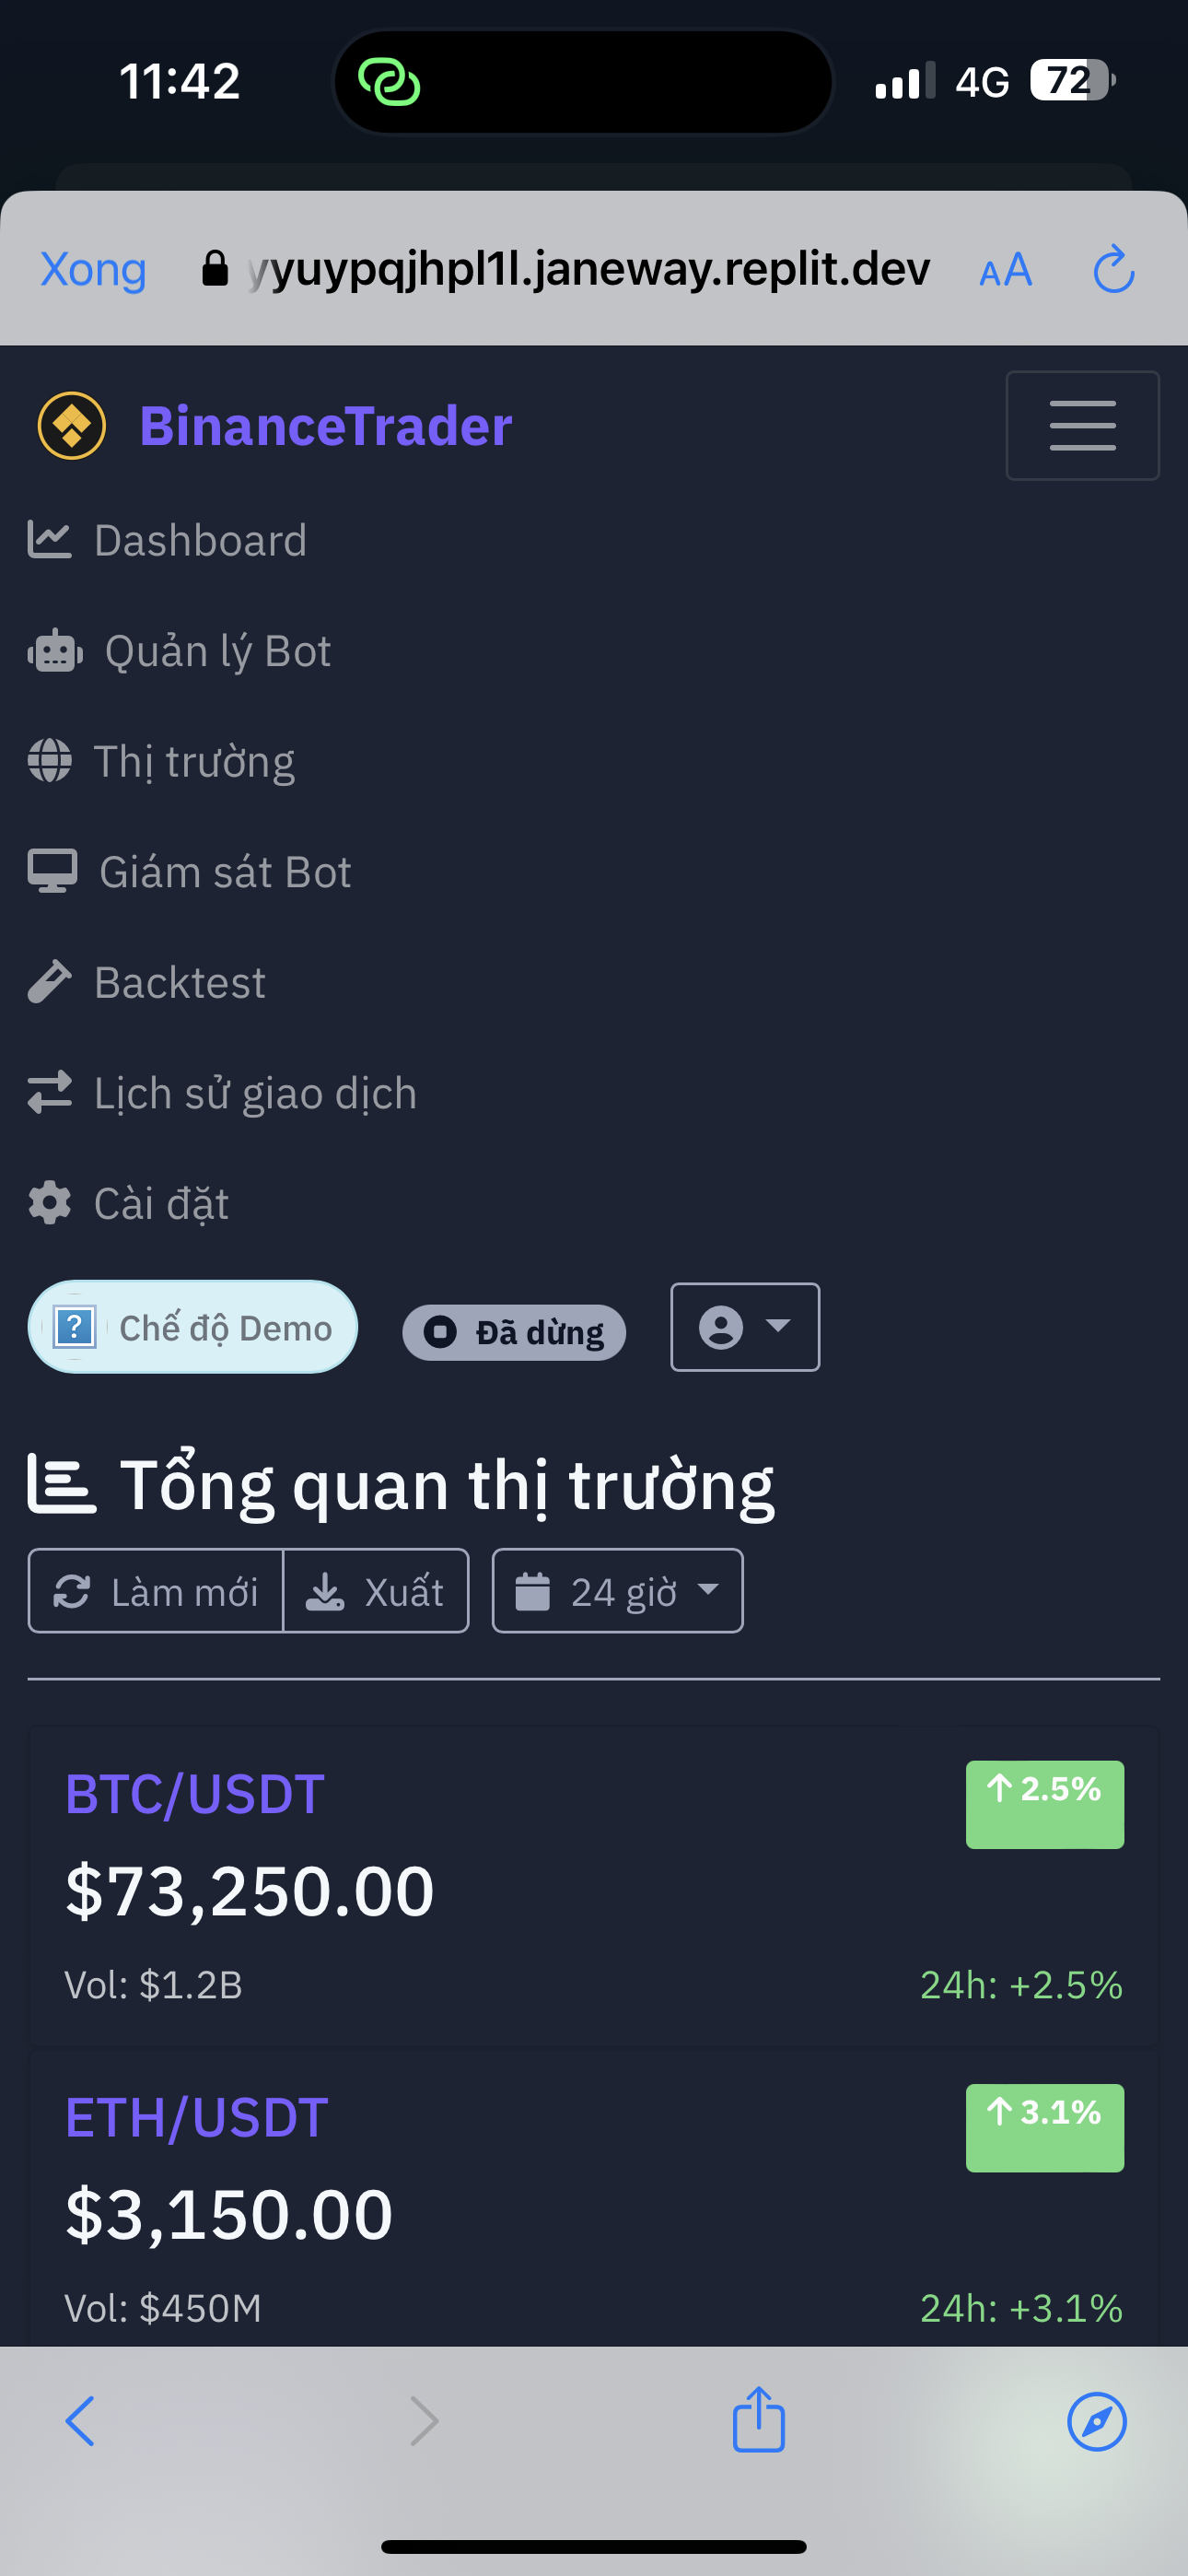 11:42
4G 72
Xong yyuypqjhpl1l.janeway.replit.dev AA
BinanceTrader
Dashboard
Quản lý Bot
Thị trường
Giám sát Bot
Backtest
Lịch sử giao dịch
Cài đặt
? Chế độ Demo Đã dừng
Tổng quan thị trường
Làm mới Xuất 24 giờ
BTC/USDT 2.5%
$73,250.00
Vol: $1.2B 24h: +2.5%
ETH/USDT 3.1%
$3,150.00
Vol: $450M 24h: +3.1%